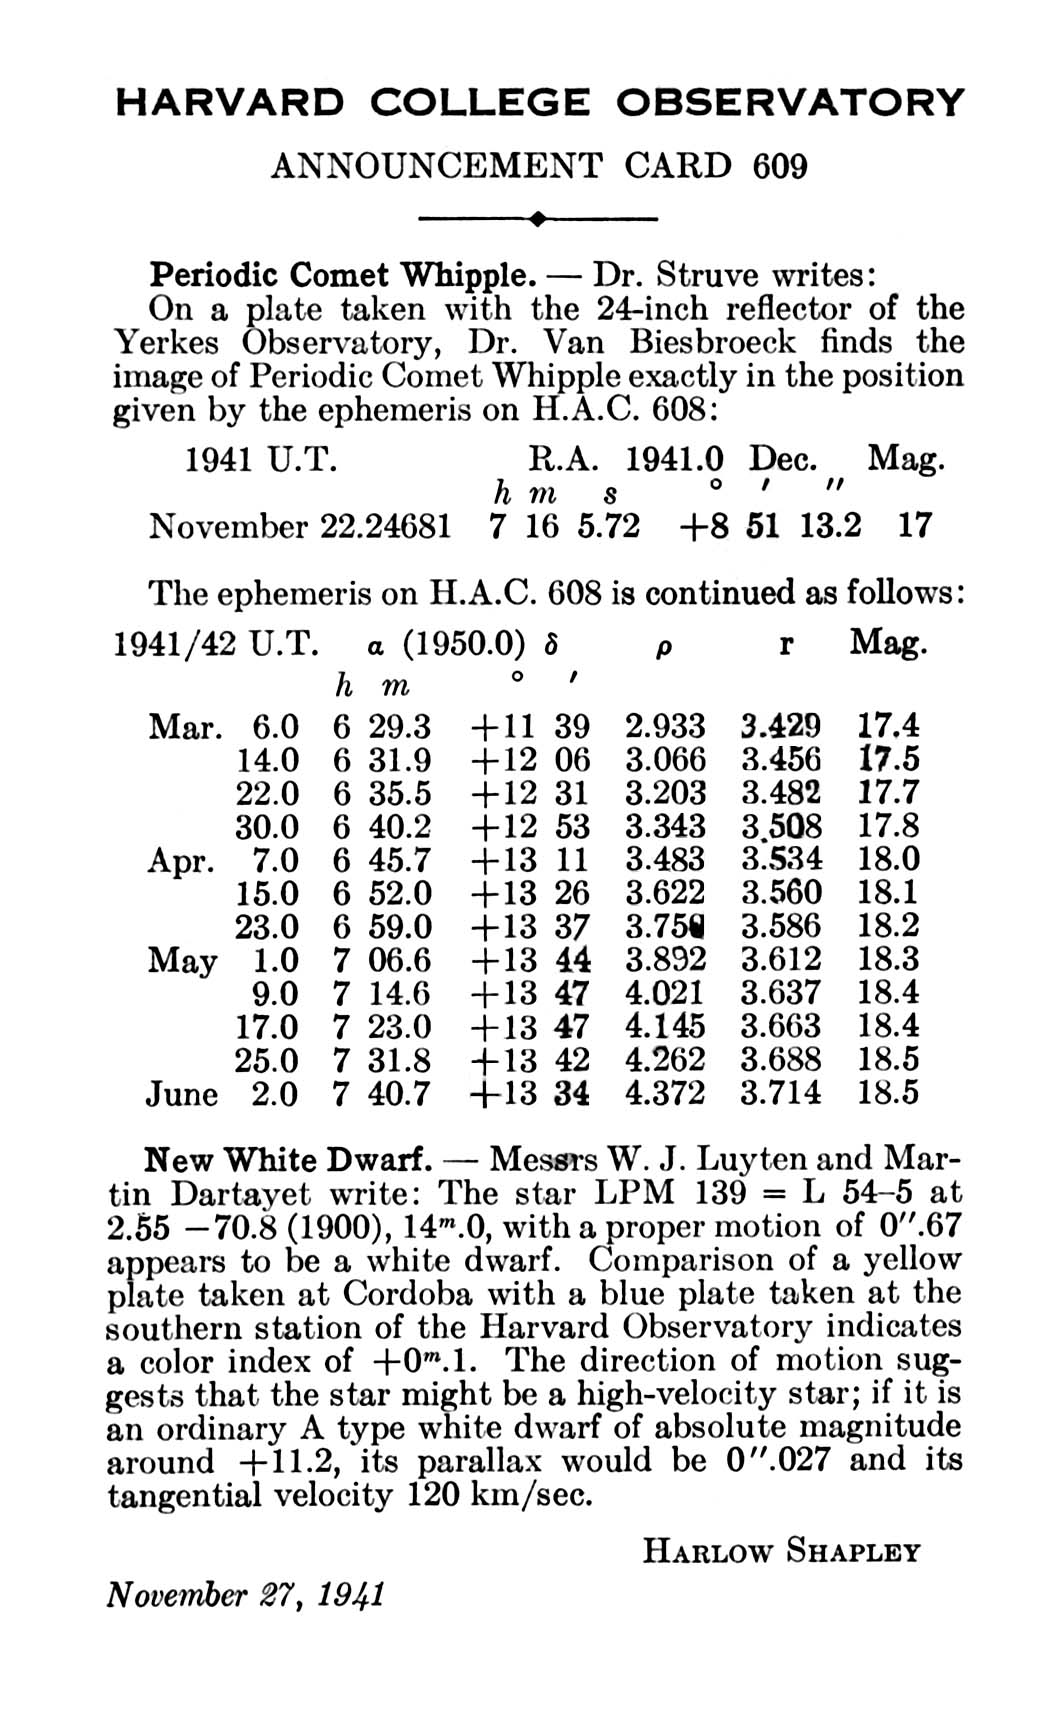 HARVARD COLLEGE OBSERVATORY
ANNOUNCEMENT CARD 609
Periodic Comet Whipple. — Dr. Struve writes:
On a plate taken with the 24-inch reflector of the
Yerkes Observatory, Dr. Van Biesbroeck finds the
image of Periodic Comet Whipple exactly in the position
given by the ephemeris on H.A.C. 608:
1941 U.T. R.A. 1941.0 Dec. Mag.
h m s ° ′ ″
November 22.24681 7 16 5.72 +8 51 13.2 17
The ephemeris on H.A.C. 608 is continued as follows:
1941/42 U.T. α (1950.0) δ ρ r Mag.
h m ° ′
Mar. 6.0 6 29.3 +11 39 2.933 3.429 17.4
14.0 6 31.9 +12 06 3.066 3.456 17.5
22.0 6 35.5 +12 31 3.203 3.482 17.7
30.0 6 40.2 +12 53 3.343 3.508 17.8
Apr. 7.0 6 45.7 +13 11 3.483 3.534 18.0
15.0 6 52.0 +13 26 3.622 3.560 18.1
23.0 6 59.0 +13 37 3.586 18.2
May 1.0 7 06.6 +13 44 3.892 3.612 18.3
9.0 7 14.6 +13 47 4.021 3.637 18.4
17.0 7 23.0 +13 47 4.145 3.663 18.4
25.0 7 31.8 +13 42 4.262 3.688 18.5
June 2.0 7 40.7 +13 34 4.372 3.714 18.5
New White Dwarf. — Messrs W. J. Luyten and Mar-
tin Dartayet write: The star LPM 139 = L 54–5 at
2.55 −70.8 (1900), 14ᵐ.0, with a proper motion of 0″.67
appears to be a white dwarf. Comparison of a yellow
plate taken at Cordoba with a blue plate taken at the
southern station of the Harvard Observatory indicates
a color index of +0ᵐ.1. The direction of motion sug-
gests that the star might be a high-velocity star; if it is
an ordinary A type white dwarf of absolute magnitude
around +11.2, its parallax would be 0″.027 and its
tangential velocity 120 km/sec.
HARLOW SHAPLEY
November 27, 1941